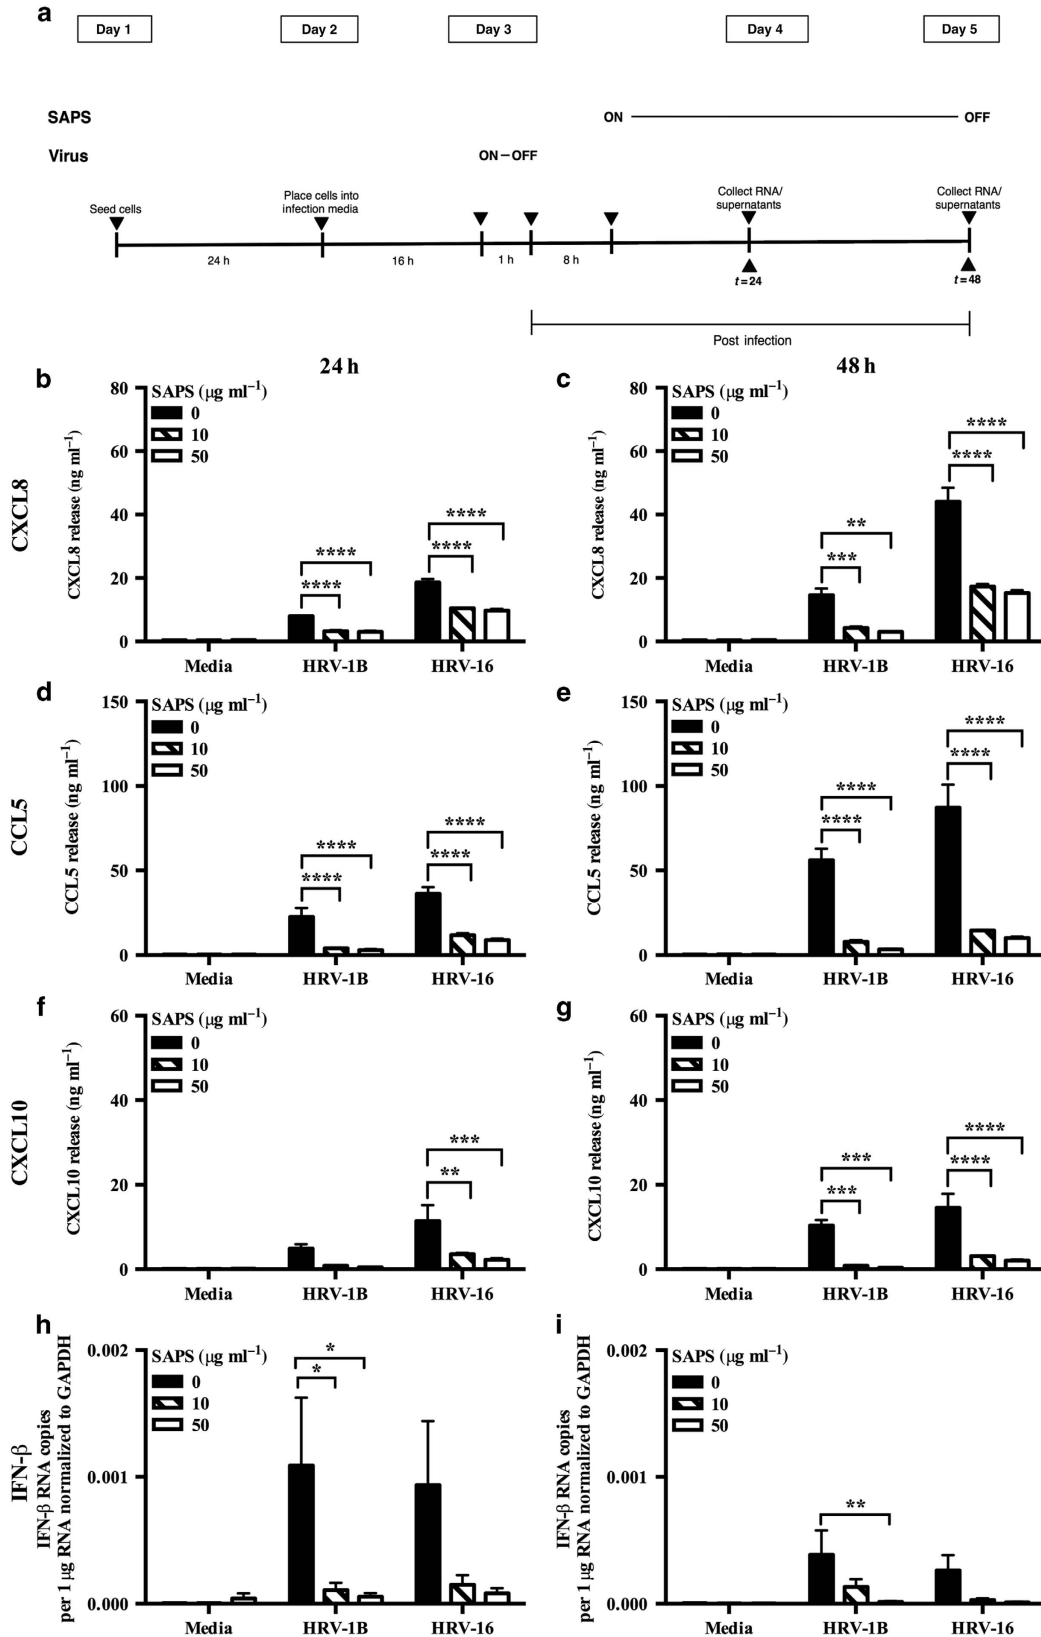 a
Day 1 Day 2 Day 3 Day 4 Day 5
SAPS ON OFF
Virus ON – OFF
Seed cells
Place cells into
infection media
Collect RNA/
supernatants
Collect RNA/
supernatants
24 h 16 h 1 h 8 h
t = 24 t = 48
Post infection
24 h
48 h
b
CXCL8
CXCL8 release (ng ml⁻¹)
80
60
40
20
0
SAPS (µg ml⁻¹)
0
10
50
**** **** **** ****
Media HRV-1B HRV-16
c
CXCL8 release (ng ml⁻¹)
80
60
40
20
0
SAPS (µg ml⁻¹)
0
10
50
** *** **** ****
Media HRV-1B HRV-16
d
CCL5
CCL5 release (ng ml⁻¹)
150
100
50
0
SAPS (µg ml⁻¹)
0
10
50
**** **** **** ****
Media HRV-1B HRV-16
e
CCL5 release (ng ml⁻¹)
150
100
50
0
SAPS (µg ml⁻¹)
0
10
50
**** **** **** ****
Media HRV-1B HRV-16
f
CXCL10
CXCL10 release (ng ml⁻¹)
60
40
20
0
SAPS (µg ml⁻¹)
0
10
50
*** **
Media HRV-1B HRV-16
g
CXCL10 release (ng ml⁻¹)
60
40
20
0
SAPS (µg ml⁻¹)
0
10
50
*** *** **** ****
Media HRV-1B HRV-16
h
IFN-β
IFN-β RNA copies
per 1 µg RNA normalized to GAPDH
0.002
0.001
0.000
SAPS (µg ml⁻¹)
0
10
50
* *
Media HRV-1B HRV-16
i
IFN-β RNA copies
per 1 µg RNA normalized to GAPDH
0.002
0.001
0.000
SAPS (µg ml⁻¹)
0
10
50
**
Media HRV-1B HRV-16